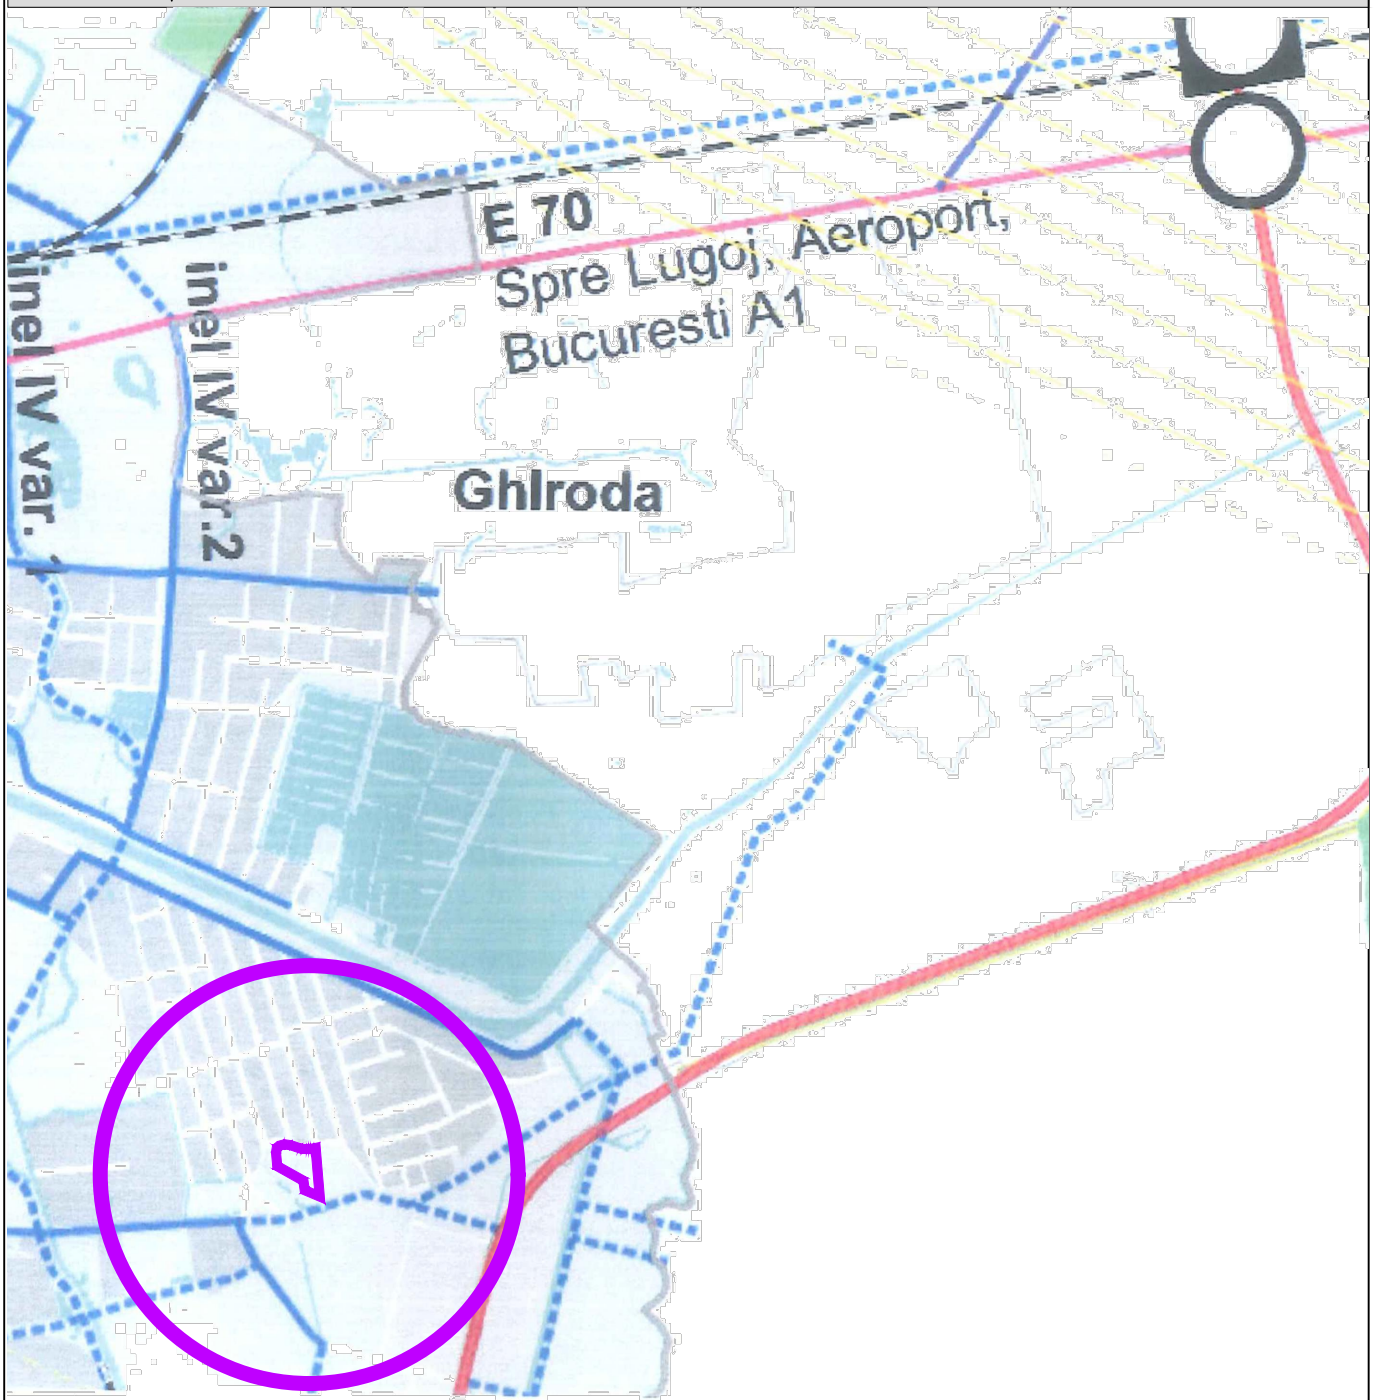 E 70
Spre Lugoj, Aeroport,
Bucuresti A1
inel IV var. 1
inel IV var.2
GhIroda